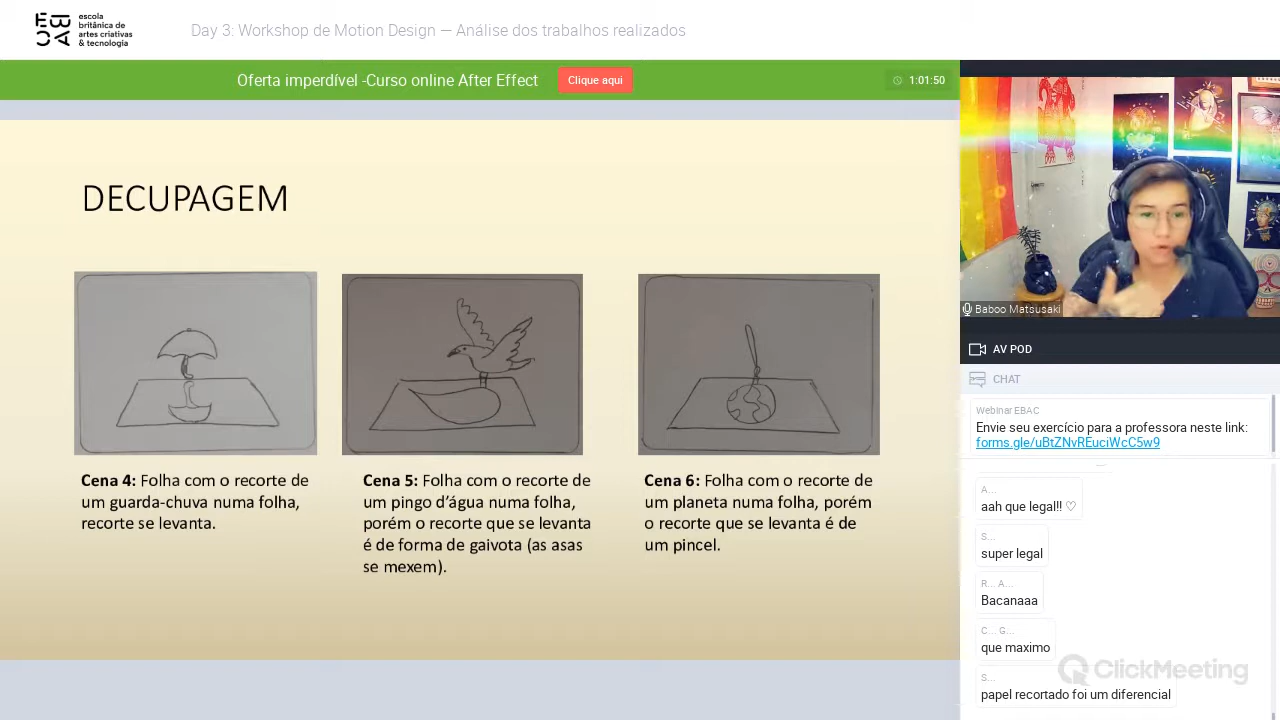 EBAC
escola
britânica de
artes criativas
& tecnologia
Day 3: Workshop de Motion Design — Análise dos trabalhos realizados
Oferta imperdível -Curso online After Effect
Clique aqui
1:01:50
DECUPAGEM
Cena 4: Folha com o recorte de
um guarda-chuva numa folha,
recorte se levanta.
Cena 5: Folha com o recorte de
um pingo d’água numa folha,
porém o recorte que se levanta
é de forma de gaivota (as asas
se mexem).
Cena 6: Folha com o recorte de
um planeta numa folha, porém
o recorte que se levanta é de
um pincel.
Baboo Matsusaki
AV POD
CHAT
Webinar EBAC
Envie seu exercício para a professora neste link:
forms.gle/uBtZNvREuciWcC5w9
A...
aah que legal!! ♡
S...
super legal
R... A...
Bacanaaa
C... G...
que maximo
S...
papel recortado foi um diferencial
ClickMeeting